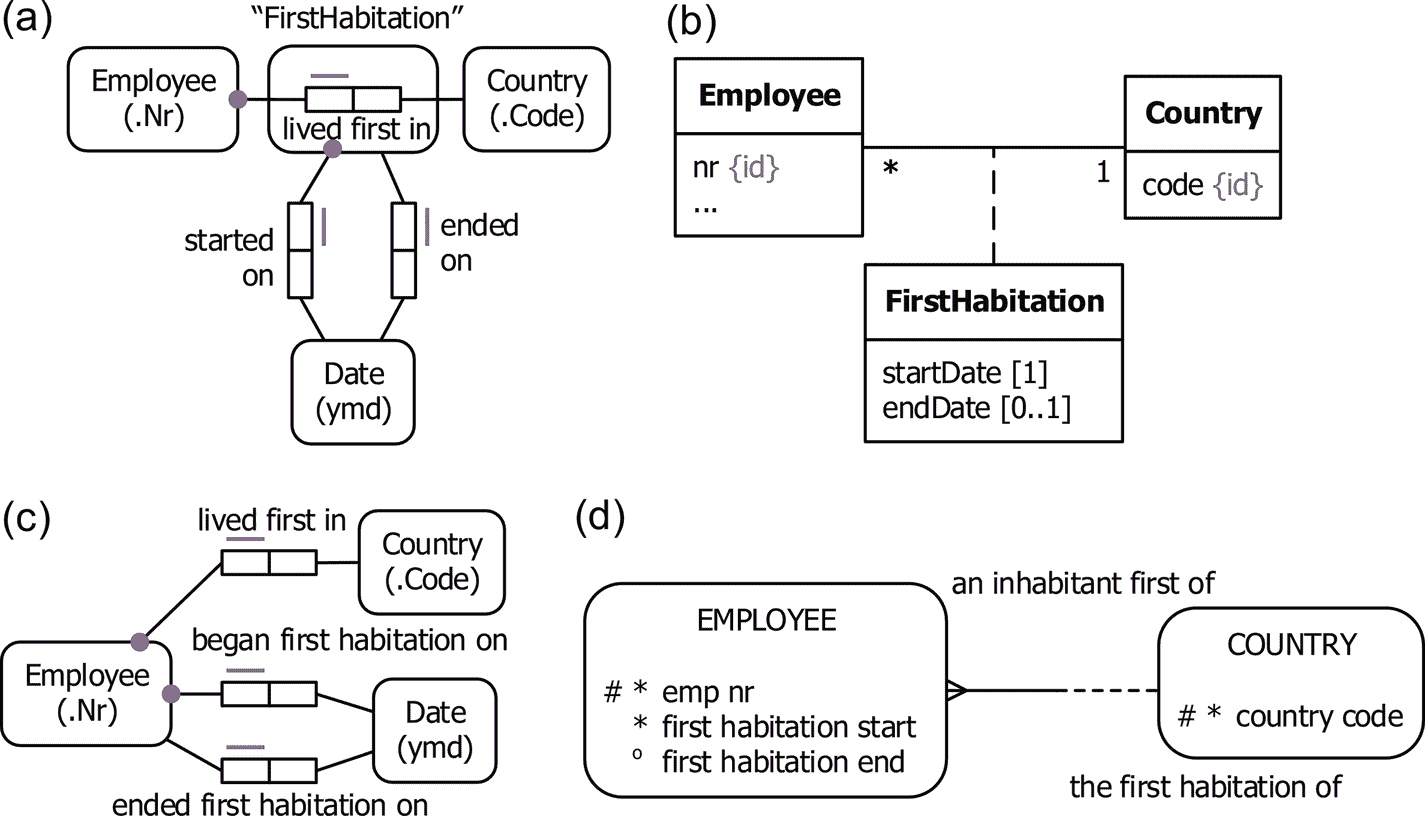 (a)
“FirstHabitation”
Employee
(.Nr)
Country
(.Code)
lived first in
started
on
ended
on
Date
(ymd)
(b)
Employee
nr {id}
...
Country
code {id}
*
1
FirstHabitation
startDate [1]
endDate [0..1]
(c)
lived first in
Country
(.Code)
began first habitation on
Employee
(.Nr)
Date
(ymd)
ended first habitation on
(d)
EMPLOYEE
# * emp nr
* first habitation start
o first habitation end
an inhabitant first of
COUNTRY
# * country code
the first habitation of